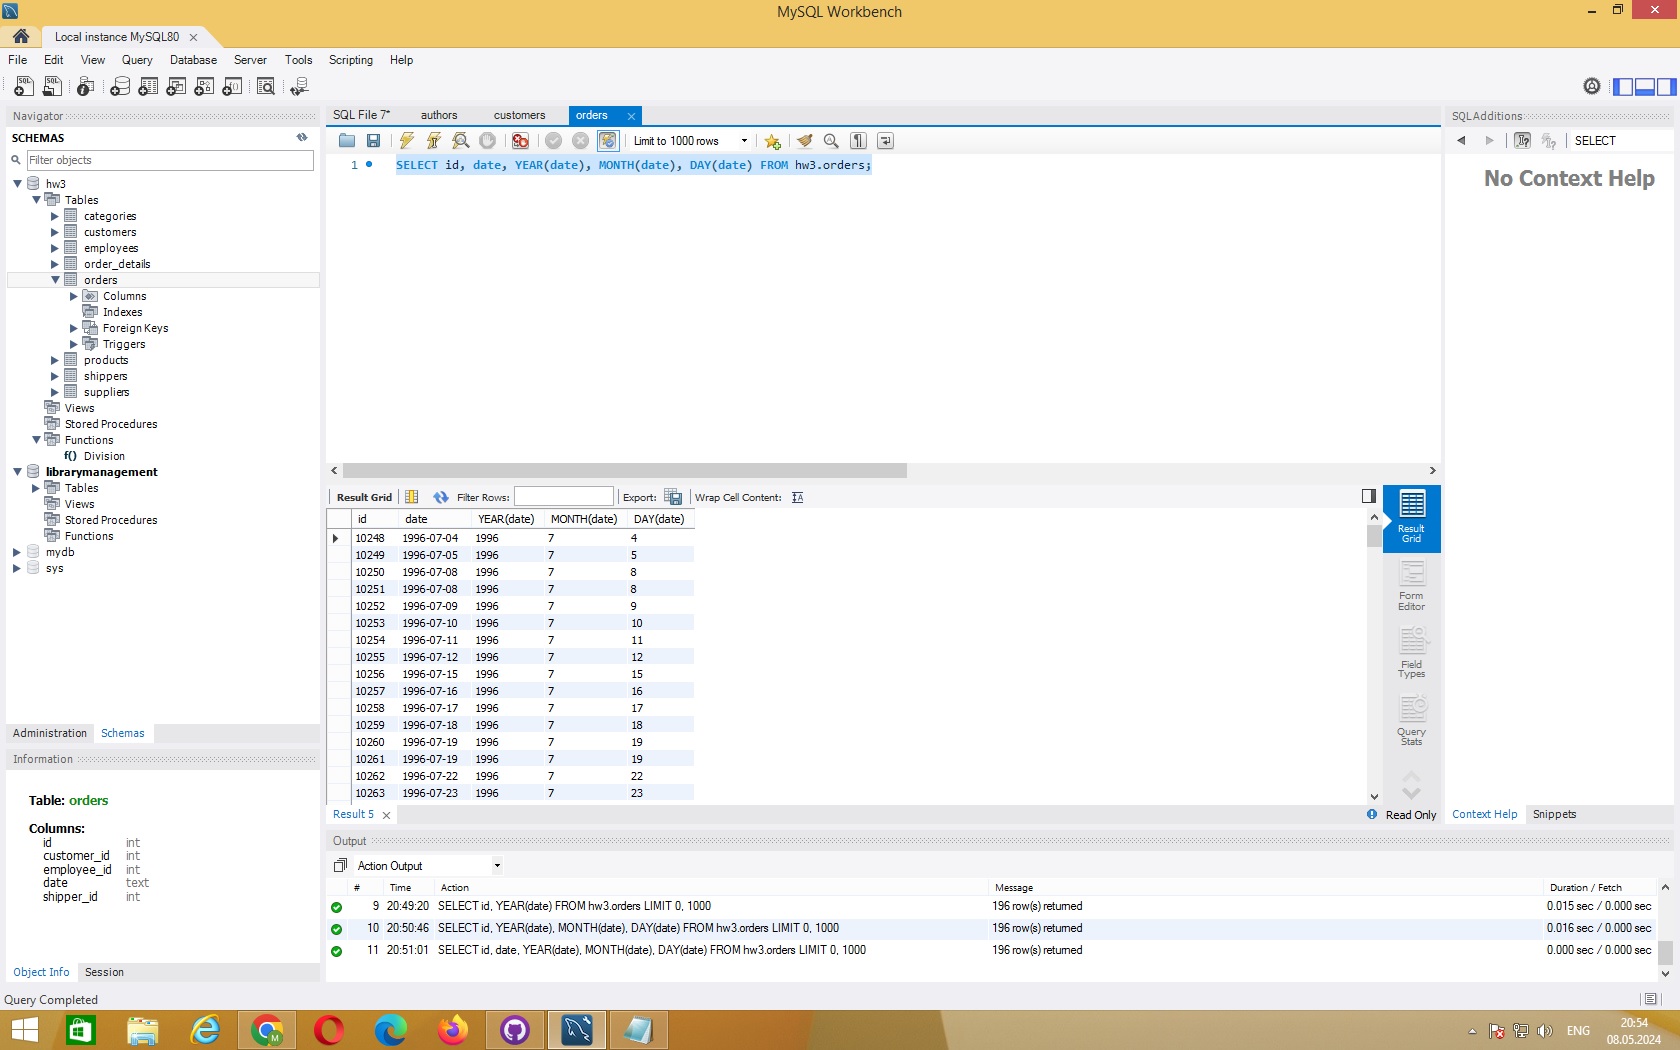 MySQL Workbench
Local instance MySQL80
File Edit View Query Database Server Tools Scripting Help
Navigator
SCHEMAS
Filter objects
hw3
Tables
categories
customers
employees
order_details
orders
Columns
Indexes
Foreign Keys
Triggers
products
shippers
suppliers
Views
Stored Procedures
Functions
f() Division
librarymanagement
Tables
Views
Stored Procedures
Functions
mydb
sys
Administration Schemas
Information
Table: orders
Columns:
id int
customer_id int
employee_id int
date text
shipper_id int
Object Info Session
SQL File 7* authors customers orders
Limit to 1000 rows
1 SELECT id, date, YEAR(date), MONTH(date), DAY(date) FROM hw3.orders;
Result Grid Filter Rows: Export: Wrap Cell Content:
id date YEAR(date) MONTH(date) DAY(date)
10248 1996-07-04 1996 7 4
10249 1996-07-05 1996 7 5
10250 1996-07-08 1996 7 8
10251 1996-07-08 1996 7 8
10252 1996-07-09 1996 7 9
10253 1996-07-10 1996 7 10
10254 1996-07-11 1996 7 11
10255 1996-07-12 1996 7 12
10256 1996-07-15 1996 7 15
10257 1996-07-16 1996 7 16
10258 1996-07-17 1996 7 17
10259 1996-07-18 1996 7 18
10260 1996-07-19 1996 7 19
10261 1996-07-19 1996 7 19
10262 1996-07-22 1996 7 22
10263 1996-07-23 1996 7 23
Result Grid
Form Editor
Field Types
Query Stats
Result 5
Read Only
SQLAdditions
SELECT
No Context Help
Context Help Snippets
Output
Action Output
# Time Action Message Duration / Fetch
9 20:49:20 SELECT id, YEAR(date) FROM hw3.orders LIMIT 0, 1000 196 row(s) returned 0.015 sec / 0.000 sec
10 20:50:46 SELECT id, YEAR(date), MONTH(date), DAY(date) FROM hw3.orders LIMIT 0, 1000 196 row(s) returned 0.016 sec / 0.000 sec
11 20:51:01 SELECT id, date, YEAR(date), MONTH(date), DAY(date) FROM hw3.orders LIMIT 0, 1000 196 row(s) returned 0.000 sec / 0.000 sec
Query Completed
ENG
20:54
08.05.2024